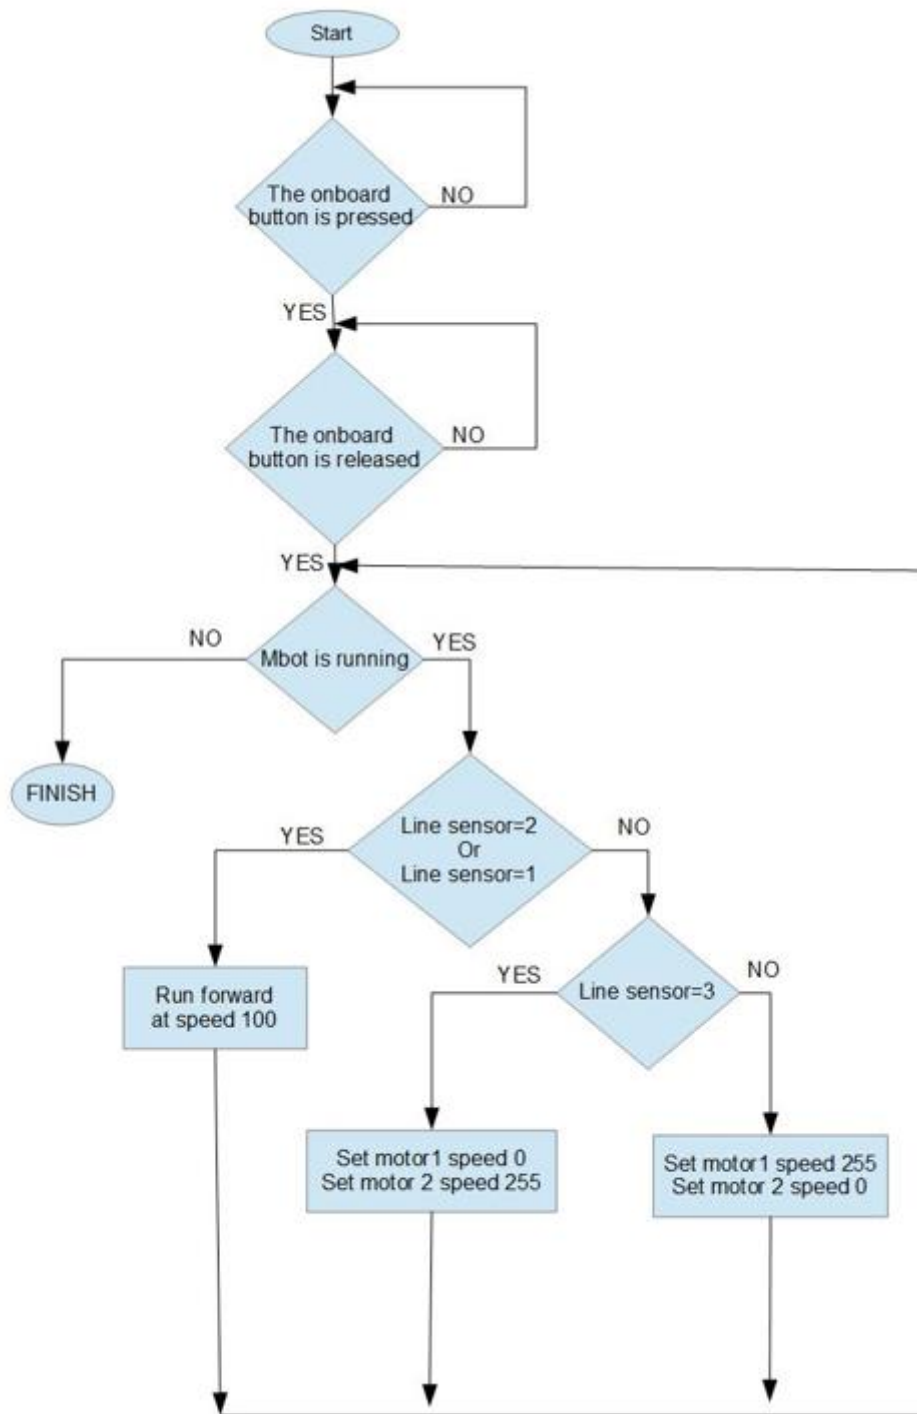 Start
The onboard
button is pressed
NO
YES
The onboard
button is released
NO
YES
Mbot is running
NO
YES
FINISH
Line sensor=2
Or
Line sensor=1
YES
NO
Run forward
at speed 100
Line sensor=3
YES
NO
Set motor1 speed 0
Set motor 2 speed 255
Set motor1 speed 255
Set motor 2 speed 0